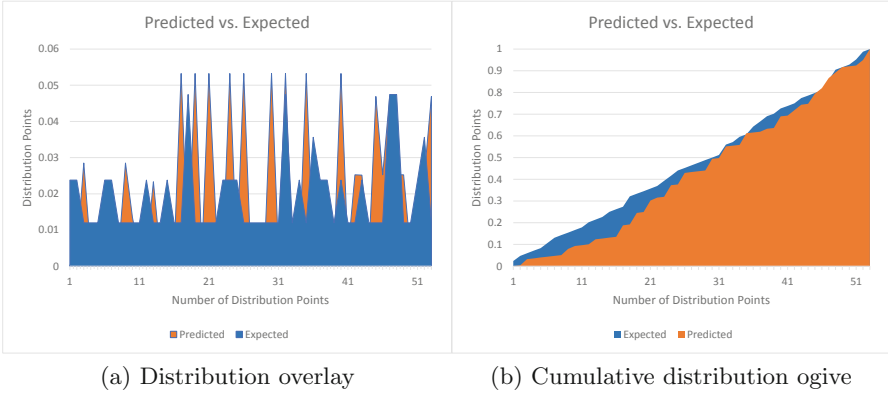 Predicted vs. Expected
0.06
0.05
0.04
0.03
0.02
0.01
0
Distribution Points
1 11 21 31 41 51
Number of Distribution Points
Predicted Expected
(a) Distribution overlay
Predicted vs. Expected
1
0.9
0.8
0.7
0.6
0.5
0.4
0.3
0.2
0.1
0
Distribution Points
1 11 21 31 41 51
Number of Distribution Points
Expected Predicted
(b) Cumulative distribution ogive